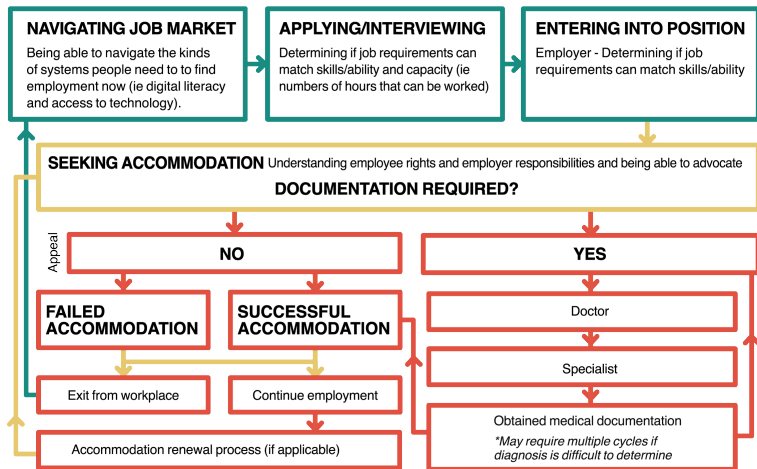 NAVIGATING JOB MARKET
Being able to navigate the kinds
of systems people need to to find
employment now (ie digital literacy
and access to technology).
APPLYING/INTERVIEWING
Determining if job requirements can
match skills/ability and capacity (ie
numbers of hours that can be worked)
ENTERING INTO POSITION
Employer - Determining if job
requirements can match skills/ability
SEEKING ACCOMMODATION Understanding employee rights and employer responsibilities and being able to advocate
DOCUMENTATION REQUIRED?
Appeal
NO
YES
FAILED
ACCOMMODATION
SUCCESSFUL
ACCOMMODATION
Doctor
Specialist
Exit from workplace
Continue employment
Obtained medical documentation
*May require multiple cycles if
diagnosis is difficult to determine
Accommodation renewal process (if applicable)